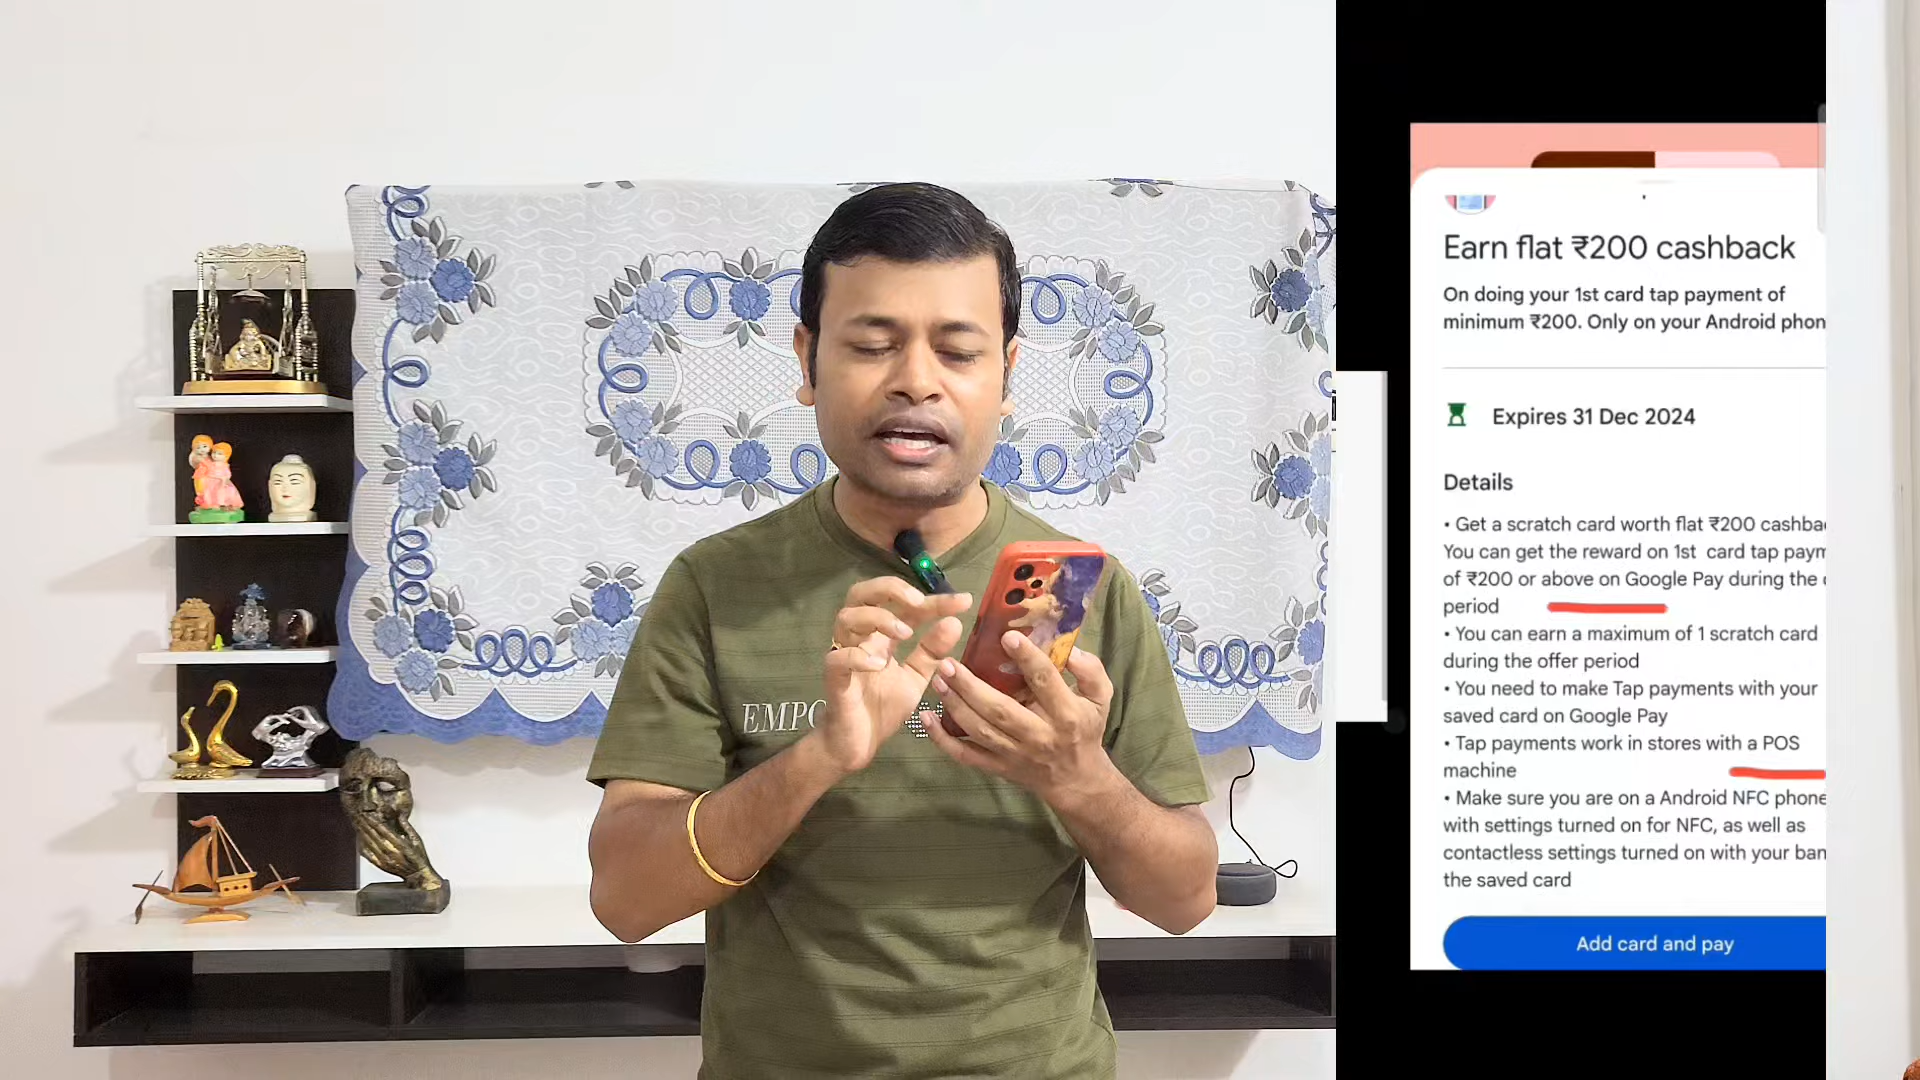 EMPO
Earn flat ₹200 cashback
On doing your 1st card tap payment of
minimum ₹200. Only on your Android phon
Expires 31 Dec 2024
Details
• Get a scratch card worth flat ₹200 cashba
You can get the reward on 1st card tap paym
of ₹200 or above on Google Pay during the
period
• You can earn a maximum of 1 scratch card
during the offer period
• You need to make Tap payments with your
saved card on Google Pay
• Tap payments work in stores with a POS
machine
• Make sure you are on a Android NFC phone
with settings turned on for NFC, as well as
contactless settings turned on with your ban
the saved card
Add card and pay